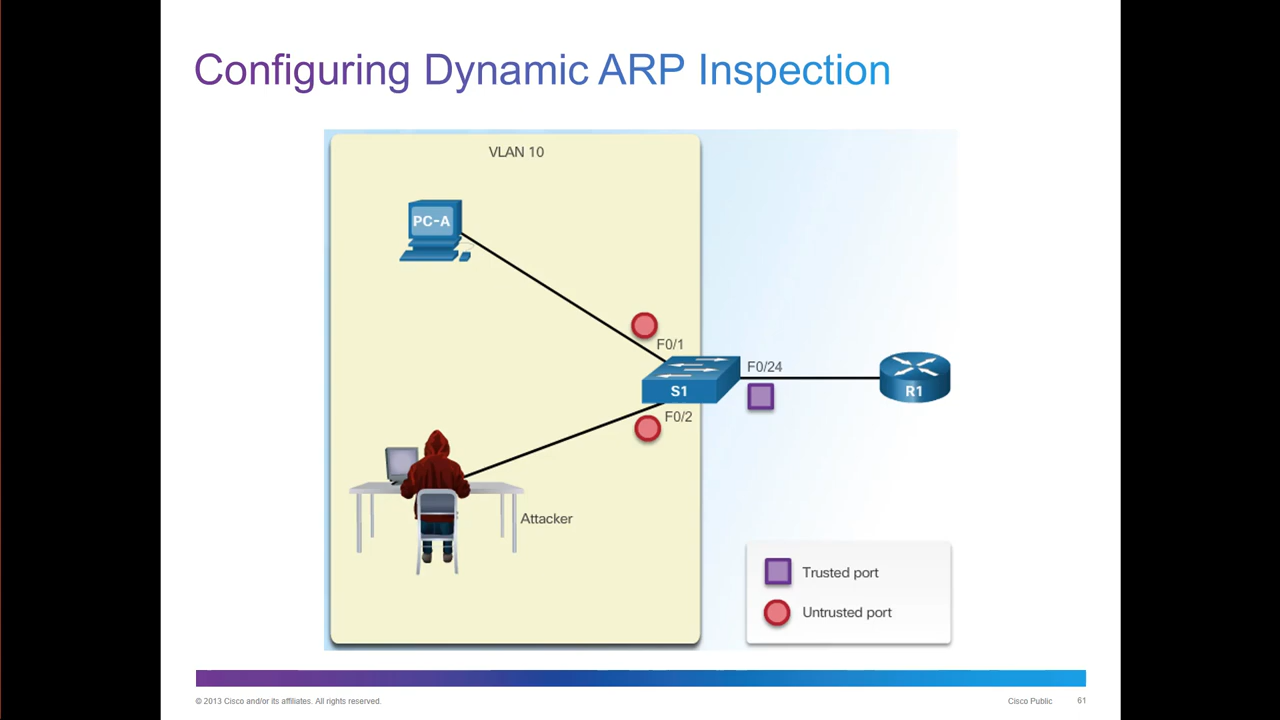 Configuring Dynamic ARP Inspection
VLAN 10
PC-A
F0/1
F0/24
S1
R1
F0/2
Attacker
Trusted port
Untrusted port
© 2013 Cisco and/or its affiliates. All rights reserved.
Cisco Public
61